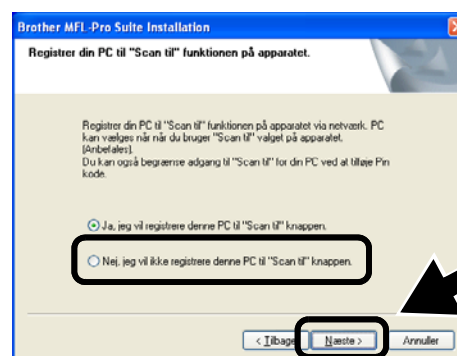 Brother MFL-Pro Suite Installation
Registrer din PC til "Scan til" funktionen på apparatet.
Registrer din PC til "Scan til" funktionen på apparatet via netværk. PC
kan vælges når når du bruger "Scan til" valget på apparatet.
(Anbefales).
Du kan også begrænse adgang til "Scan til" for din PC ved at tilføje Pin
kode.
Ja, jeg vil registrere denne PC til "Scan til" knappen.
Nej, jeg vil ikke registrere denne PC til "Scan til" knappen.
< Tilbage Næste > Annuller